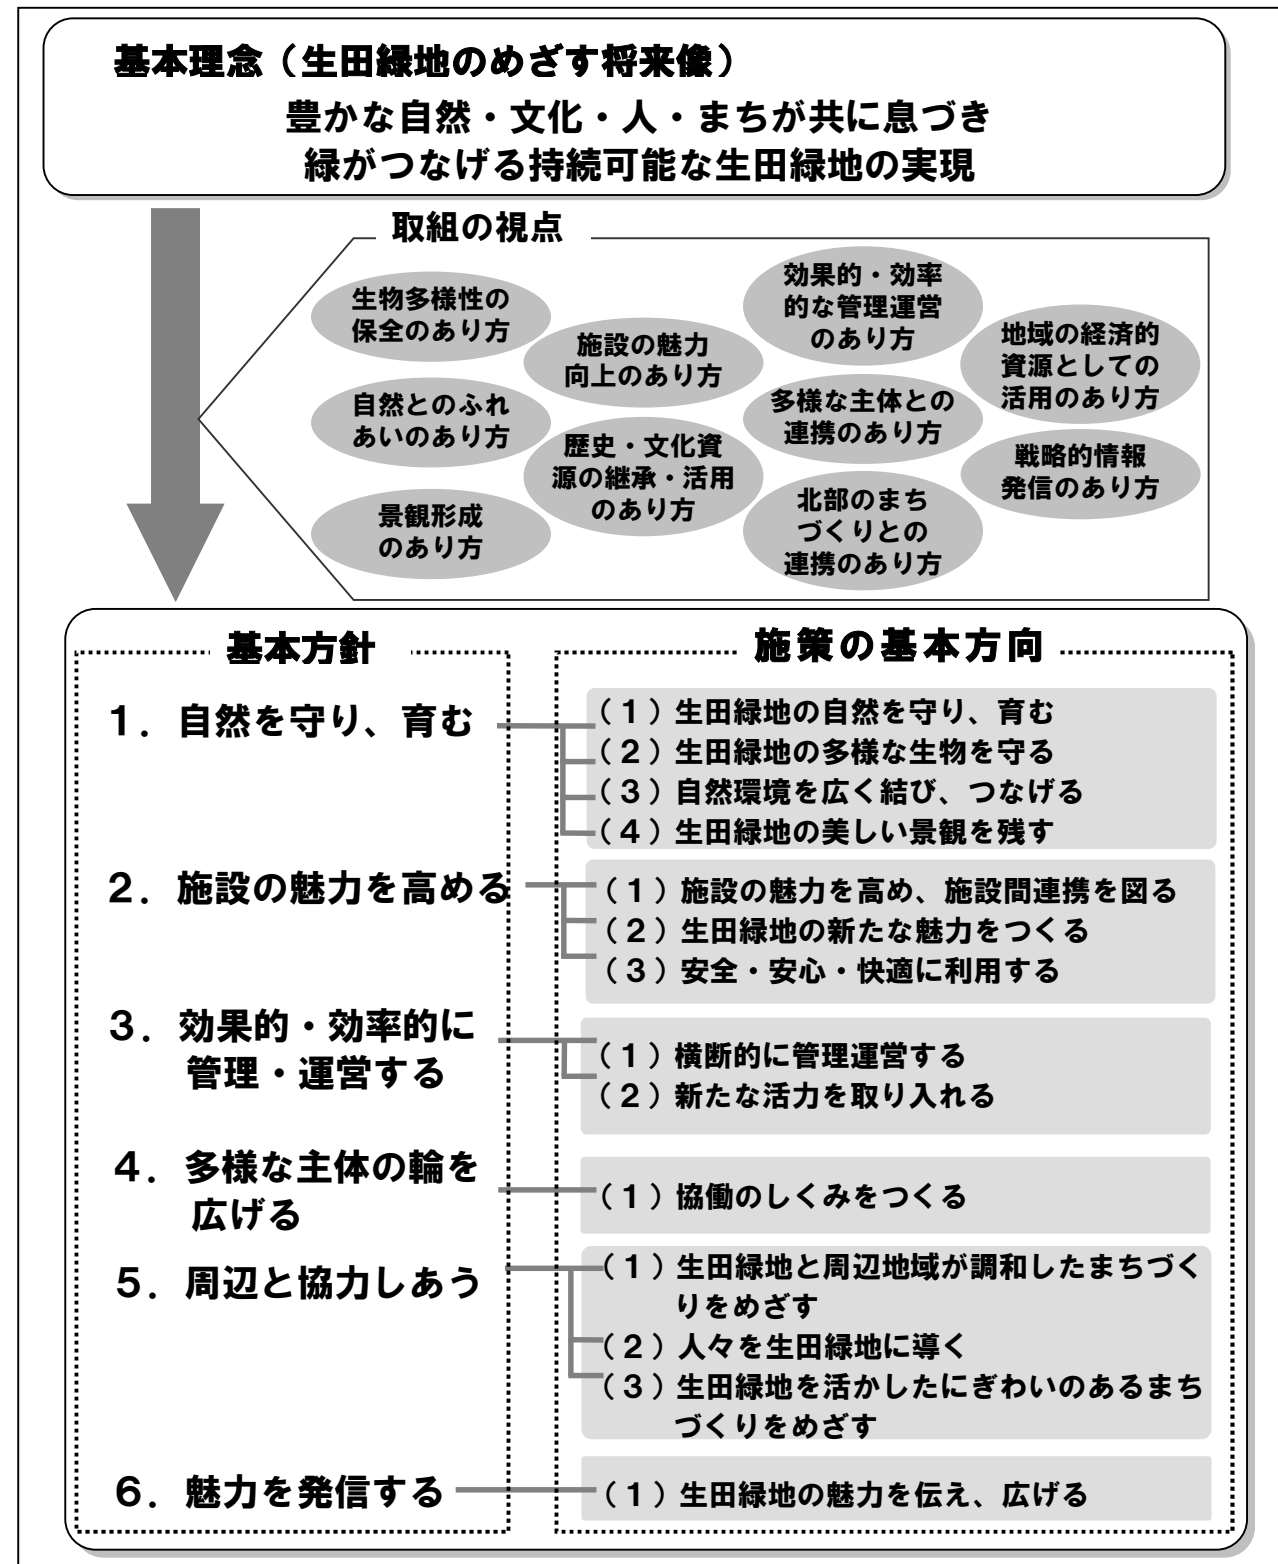 基本理念（生田緑地のめざす将来像）
豊かな自然・文化・人・まちが共に息づき
緑がつなげる持続可能な生田緑地の実現
取組の視点
生物多様性の
保全のあり方
自然とのふれ
あいのあり方
景観形成
のあり方
施設の魅力
向上のあり方
歴史・文化資
源の継承・活用
のあり方
効果的・効率
的な管理運営
のあり方
多様な主体との
連携のあり方
北部のまち
づくりとの
連携のあり方
地域の経済的
資源としての
活用のあり方
戦略的情報
発信のあり方
基本方針
施策の基本方向
１．自然を守り、育む
（１）生田緑地の自然を守り、育む
（２）生田緑地の多様な生物を守る
（３）自然環境を広く結び、つなげる
（４）生田緑地の美しい景観を残す
２．施設の魅力を高める
（１）施設の魅力を高め、施設間連携を図る
（２）生田緑地の新たな魅力をつくる
（３）安全・安心・快適に利用する
３．効果的・効率的に
管理・運営する
（１）横断的に管理運営する
（２）新たな活力を取り入れる
４．多様な主体の輪を
広げる
（１）協働のしくみをつくる
５．周辺と協力しあう
（１）生田緑地と周辺地域が調和したまちづく
りをめざす
（２）人々を生田緑地に導く
（３）生田緑地を活かしたにぎわいのあるまち
づくりをめざす
６．魅力を発信する
（１）生田緑地の魅力を伝え、広げる